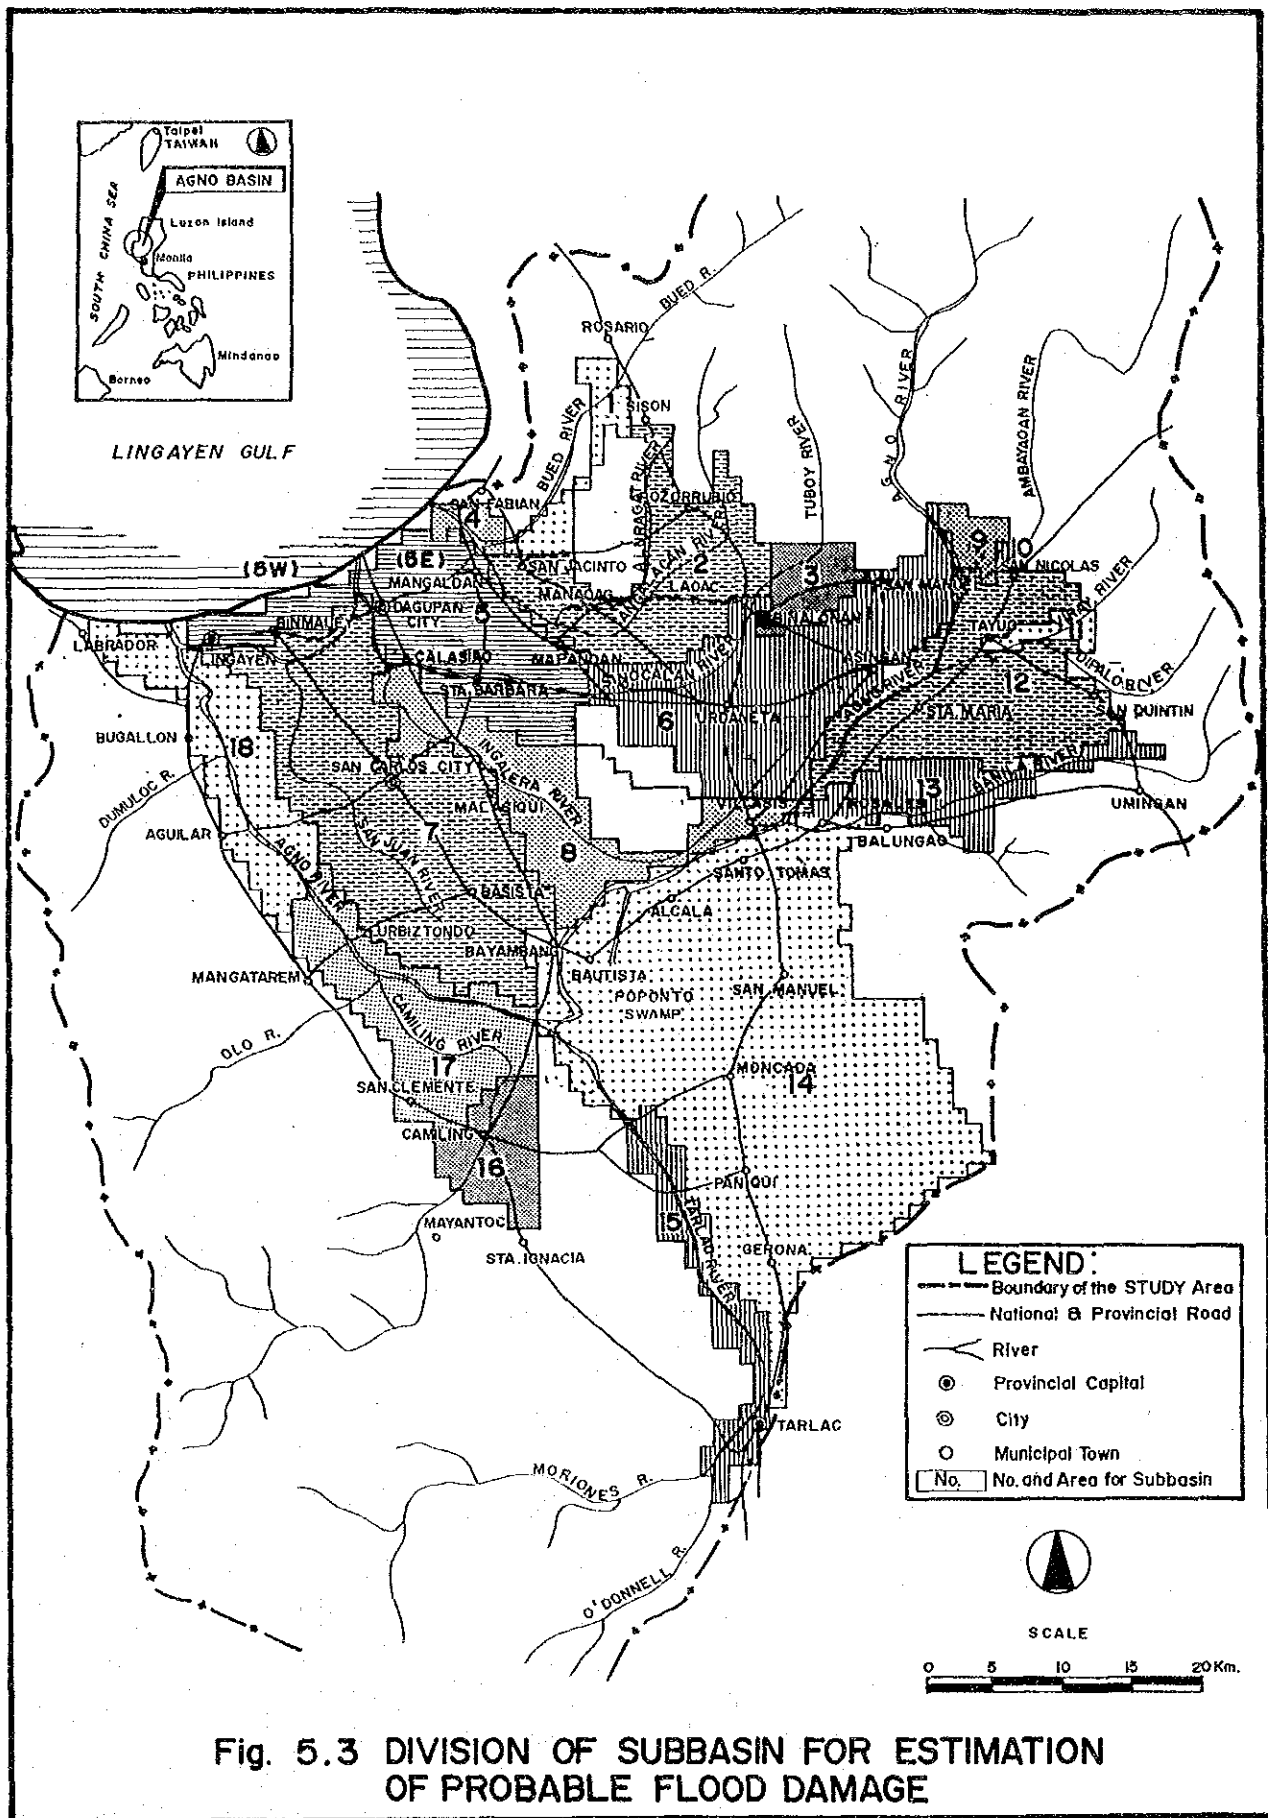 Taipei
TAIWAN
AGNO BASIN
SOUTH CHINA SEA
Luzon Island
Manila
PHILIPPINES
Mindanao
Borneo
LINGAYEN GULF
BUED R.
ROSARIO
1
SISON
BUED RIVER
AGNO RIVER
AMBAYAOAN RIVER
TUBOY RIVER
SAN FABIAN
4
POZORRUBIO
(5W)
(6E)
SAN JACINTO
2
3
9
10
SAN NICOLAS
MANGALDAN
MANAOAG
LAOAC
SAN MANUEL
DAGUPAN
CITY
5
BINALONAN
TAYUG
DIPALO RIVER
BINMALEY
LABRADOR
LINGAYEN
CALASIAO
MAPANDAN
ASINGAN
12
STA. BARBARA
SINOCALAN RIVER
STA. MARIA
SAN QUINTIN
6
URDANETA
BUGALLON
18
SAN CARLOS CITY
INGALERA RIVER
BANILA RIVER
13
DUMULOC R.
MALASIQUI
VILLASIS
ROSALES
UMINGAN
AGUILAR
7
SAN JUAN RIVER
8
BALUNGAO
AGNO RIVER
SANTO TOMAS
BASISTA
ALCALA
URBIZTONDO
BAYAMBANG
BAUTISTA
MANGATAREM
POPONTO
SWAMP
SAN MANUEL
CAMILING RIVER
OLO R.
17
MONCADA
14
SAN CLEMENTE
CAMILING
16
PANIQUI
15
TARLAC RIVER
MAYANTOC
STA. IGNACIA
GERONA
TARLAC
MORIONES R.
O'DONNELL R.
LEGEND:
Boundary of the STUDY Area
National & Provincial Road
River
Provincial Capital
City
Municipal Town
No. No. and Area for Subbasin
SCALE
0 5 10 15 20 Km.
Fig. 5.3 DIVISION OF SUBBASIN FOR ESTIMATION
OF PROBABLE FLOOD DAMAGE